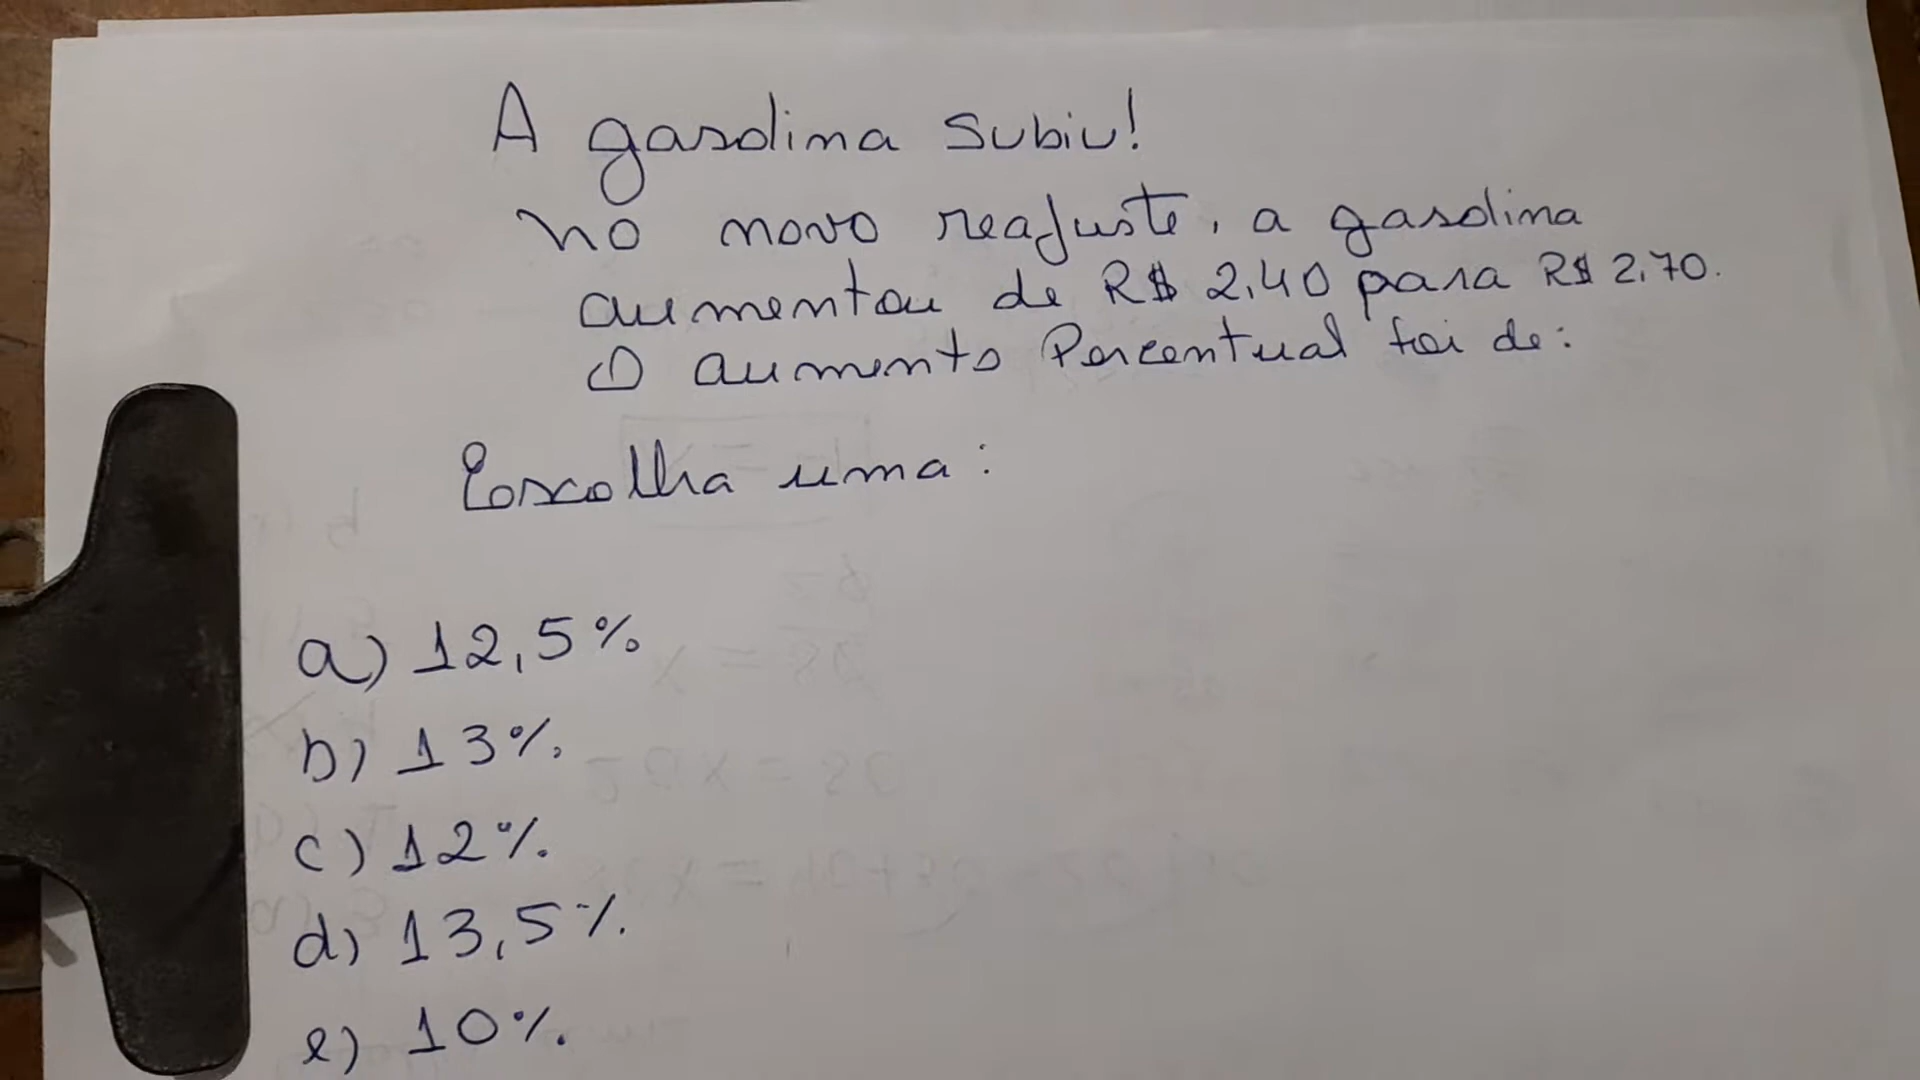 A gasolina subiu!
no novo reajuste, a gasolina
aumentou de R$ 2,40 para R$ 2,70.
O aumento Percentual foi de:
Escolha uma:
a) 12,5%
b) 13%
c) 12%
d) 13,5%
e) 10%